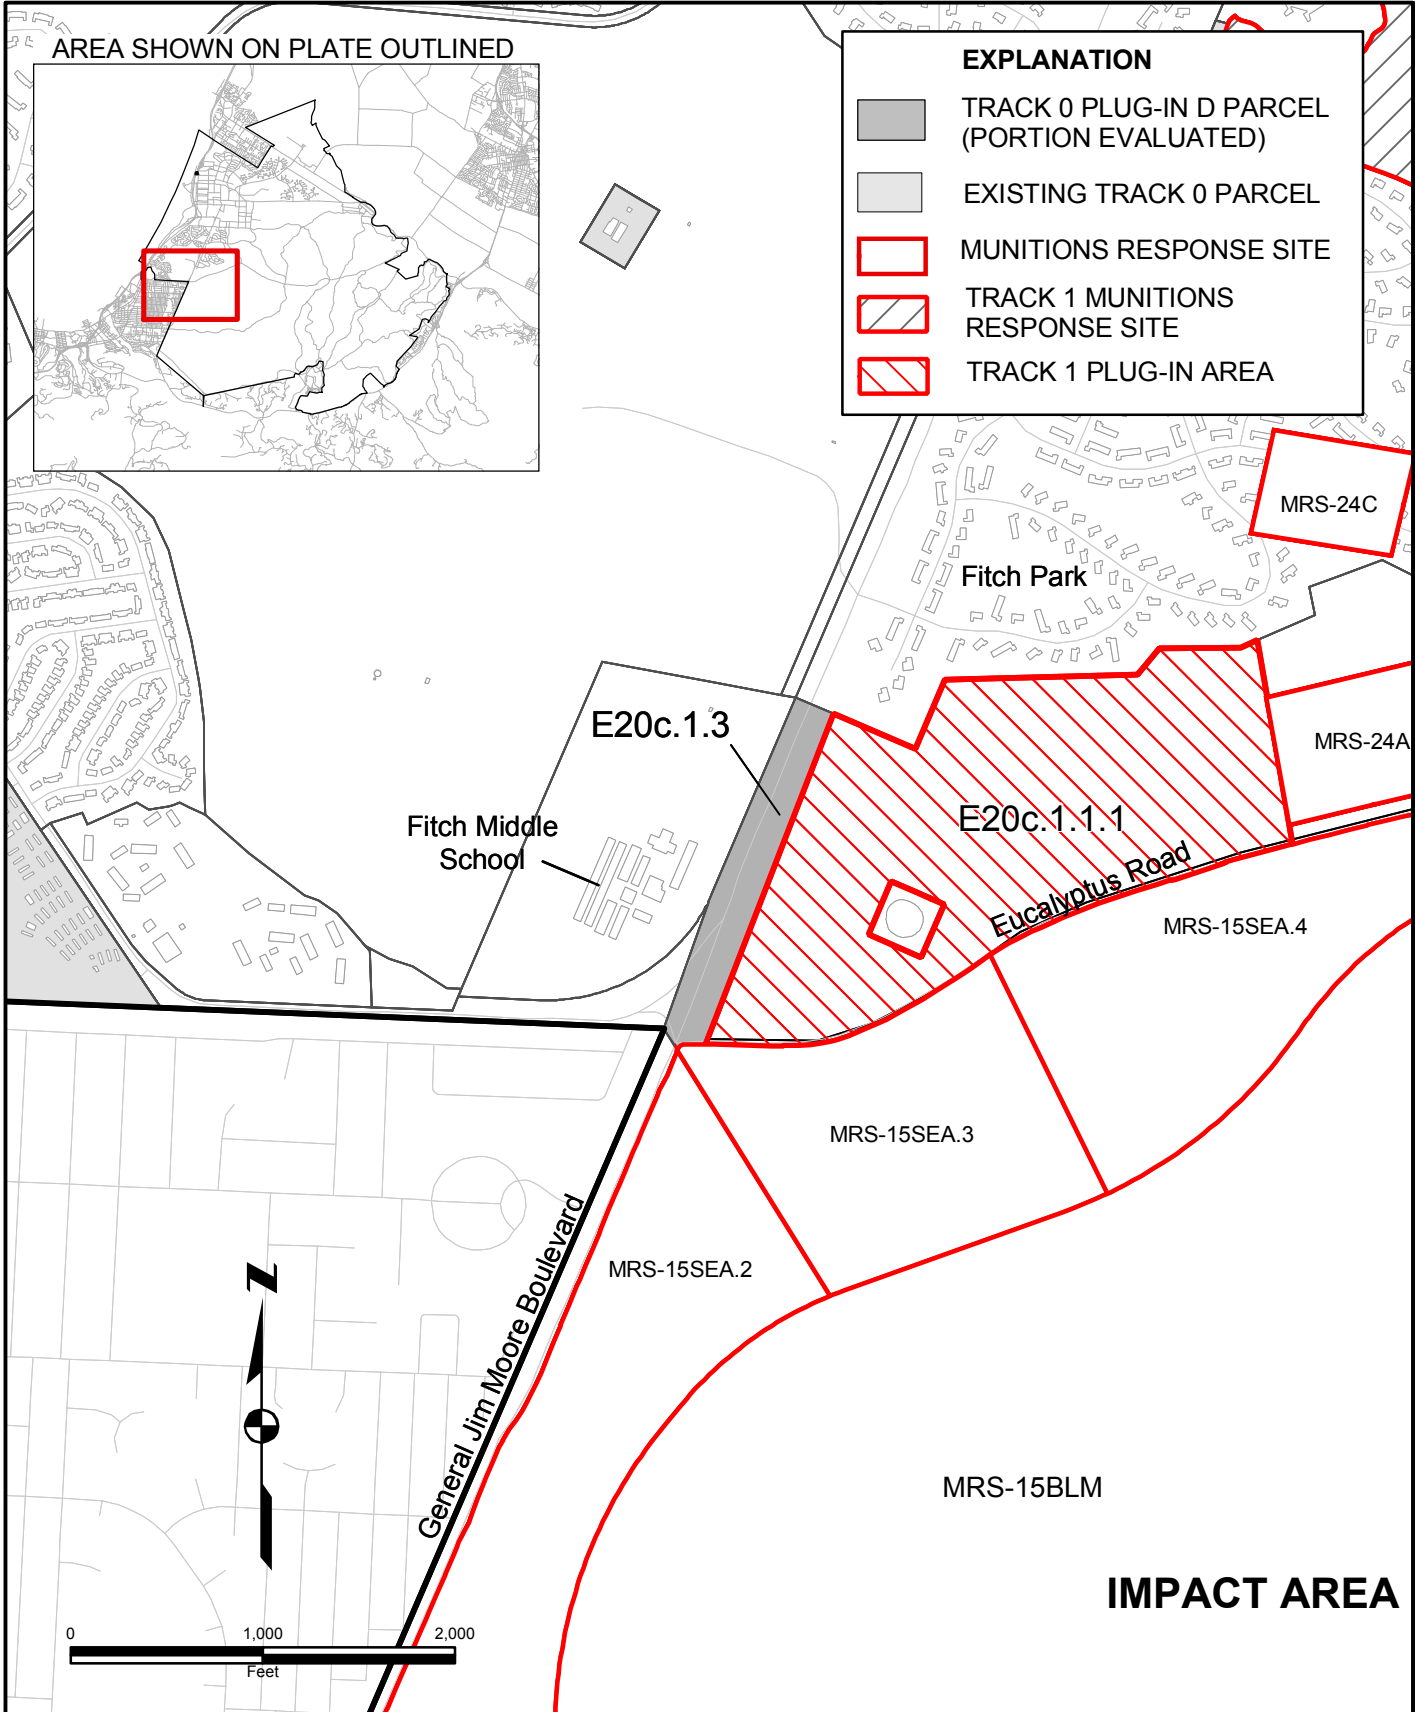 AREA SHOWN ON PLATE OUTLINED
EXPLANATION
TRACK 0 PLUG-IN D PARCEL
(PORTION EVALUATED)
EXISTING TRACK 0 PARCEL
MUNITIONS RESPONSE SITE
TRACK 1 MUNITIONS
RESPONSE SITE
TRACK 1 PLUG-IN AREA
MRS-24C
Fitch Park
E20c.1.3
MRS-24A
E20c.1.1.1
Fitch Middle
School
Eucalyptus Road
MRS-15SEA.4
MRS-15SEA.3
MRS-15SEA.2
General Jim Moore Boulevard
Z
MRS-15BLM
IMPACT AREA
0 1,000 2,000
Feet